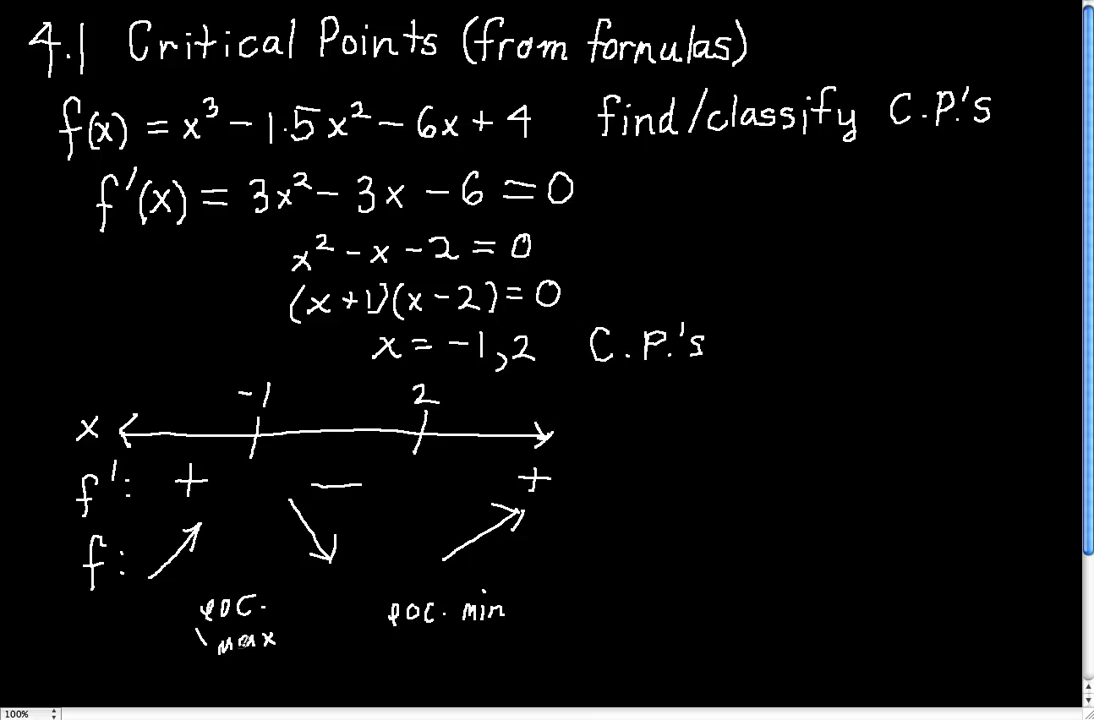 4.1 Critical Points (from formulas)
f(x) = x³ - 1.5x² - 6x + 4 find/classify C.P.'s
f'(x) = 3x² - 3x - 6 = 0
x² - x - 2 = 0
(x+1)(x-2) = 0
x = -1, 2 C.P.'s
-1 2
x
f': + - +
f:
loc. loc. min
max
100%